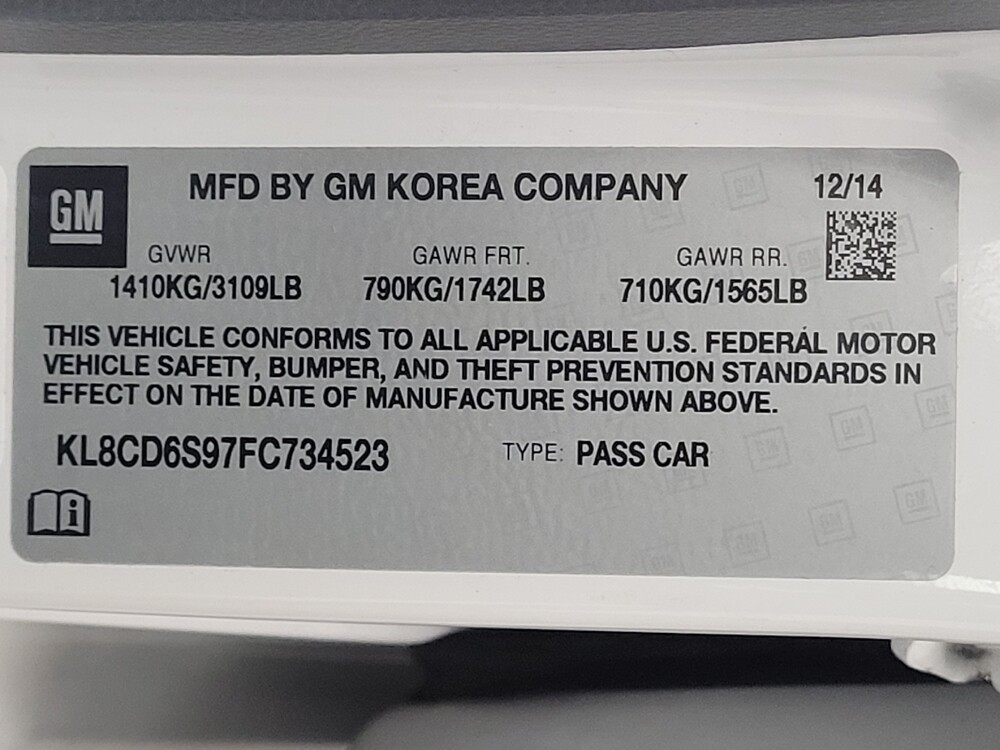 GM
MFD BY GM KOREA COMPANY 12/14
GVWR GAWR FRT. GAWR RR.
1410KG/3109LB 790KG/1742LB 710KG/1565LB
THIS VEHICLE CONFORMS TO ALL APPLICABLE U.S. FEDERAL MOTOR
VEHICLE SAFETY, BUMPER, AND THEFT PREVENTION STANDARDS IN
EFFECT ON THE DATE OF MANUFACTURE SHOWN ABOVE.
KL8CD6S97FC734523 TYPE: PASS CAR
i